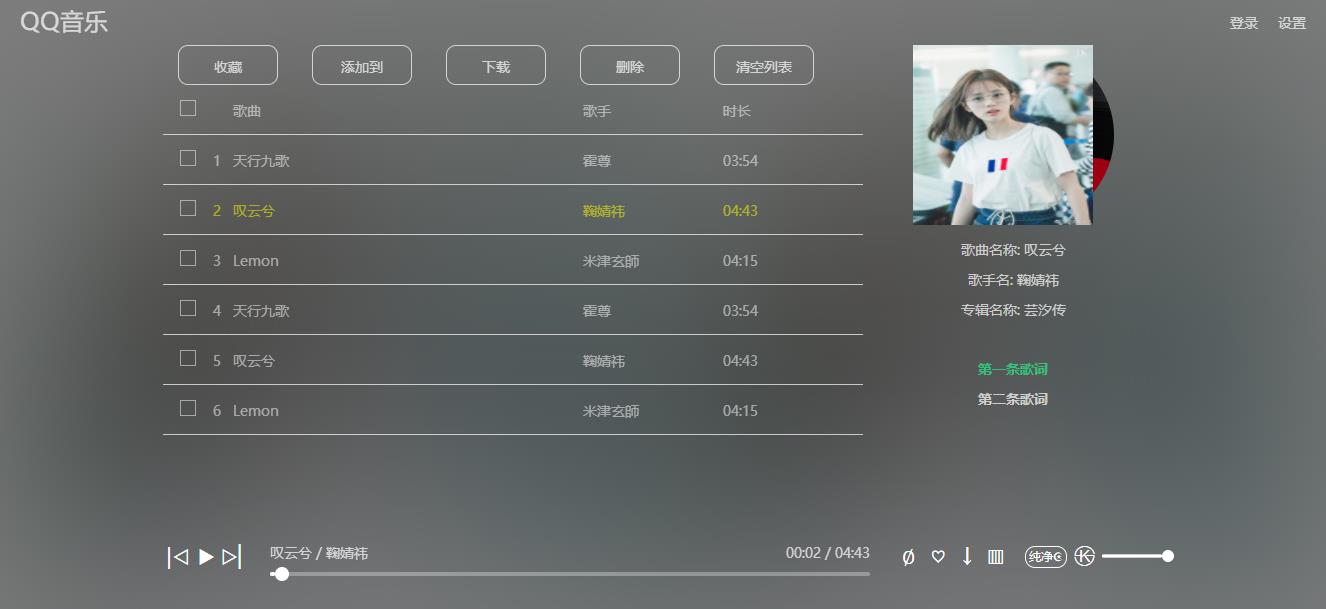 QQ音乐
登录 设置
收藏 添加到 下载 删除 清空列表
歌曲 歌手 时长
1 天行九歌 霍尊 03:54
2 叹云兮 鞠婧祎 04:43
3 Lemon 米津玄師 04:15
4 天行九歌 霍尊 03:54
5 叹云兮 鞠婧祎 04:43
6 Lemon 米津玄師 04:15
歌曲名称: 叹云兮
歌手名: 鞠婧祎
专辑名称: 芸汐传
第一条歌词
第二条歌词
叹云兮 / 鞠婧祎 00:02 / 04:43
纯净